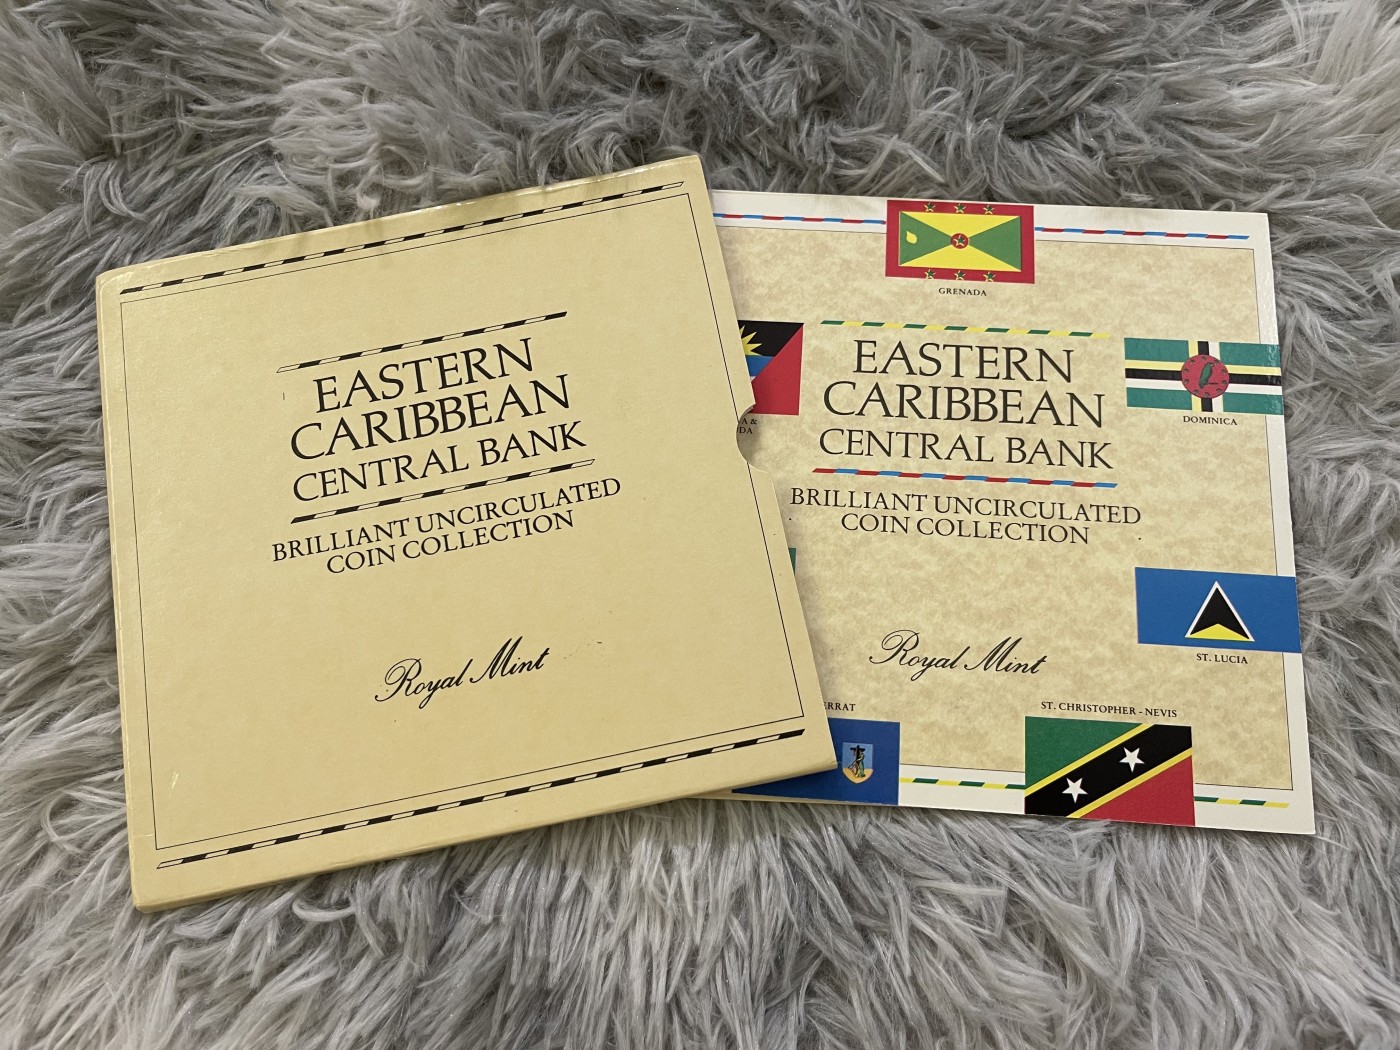 EASTERN
CARIBBEAN
CENTRAL BANK
BRILLIANT UNCIRCULATED
COIN COLLECTION
Royal Mint
GRENADA
EASTERN
CARIBBEAN
CENTRAL BANK
BRILLIANT UNCIRCULATED
COIN COLLECTION
DOMINICA
ST. LUCIA
Royal Mint
ST. CHRISTOPHER - NEVIS